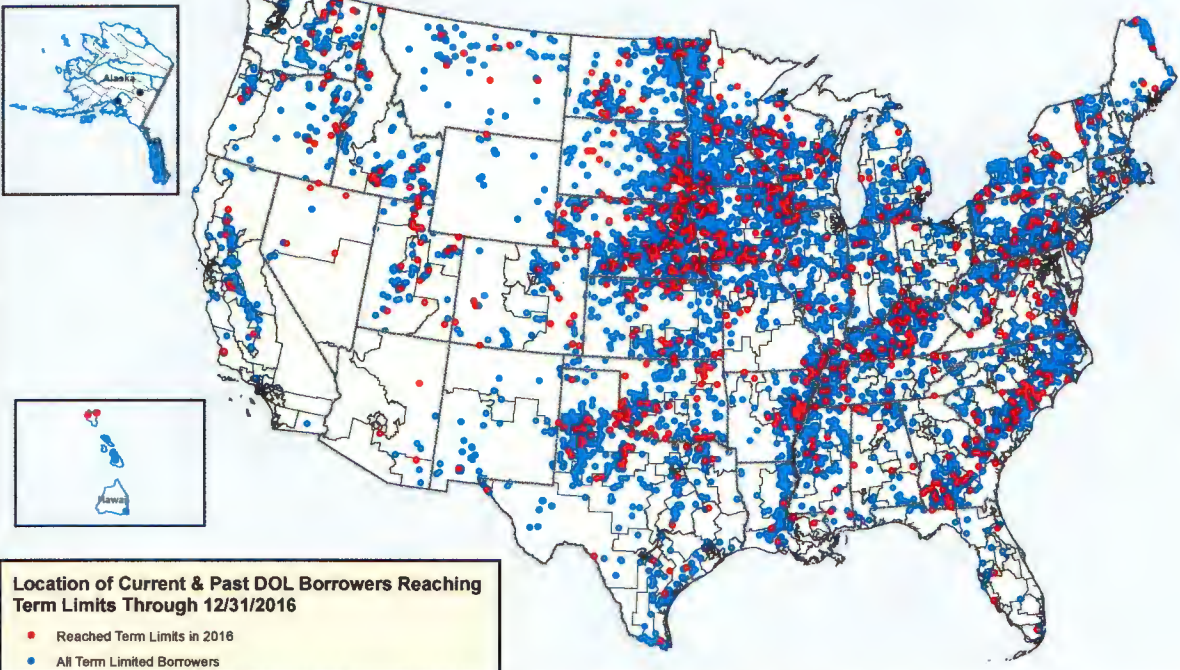 Alaska
Hawaii
Location of Current & Past DOL Borrowers Reaching
Term Limits Through 12/31/2016
Reached Term Limits in 2016
All Term Limited Borrowers